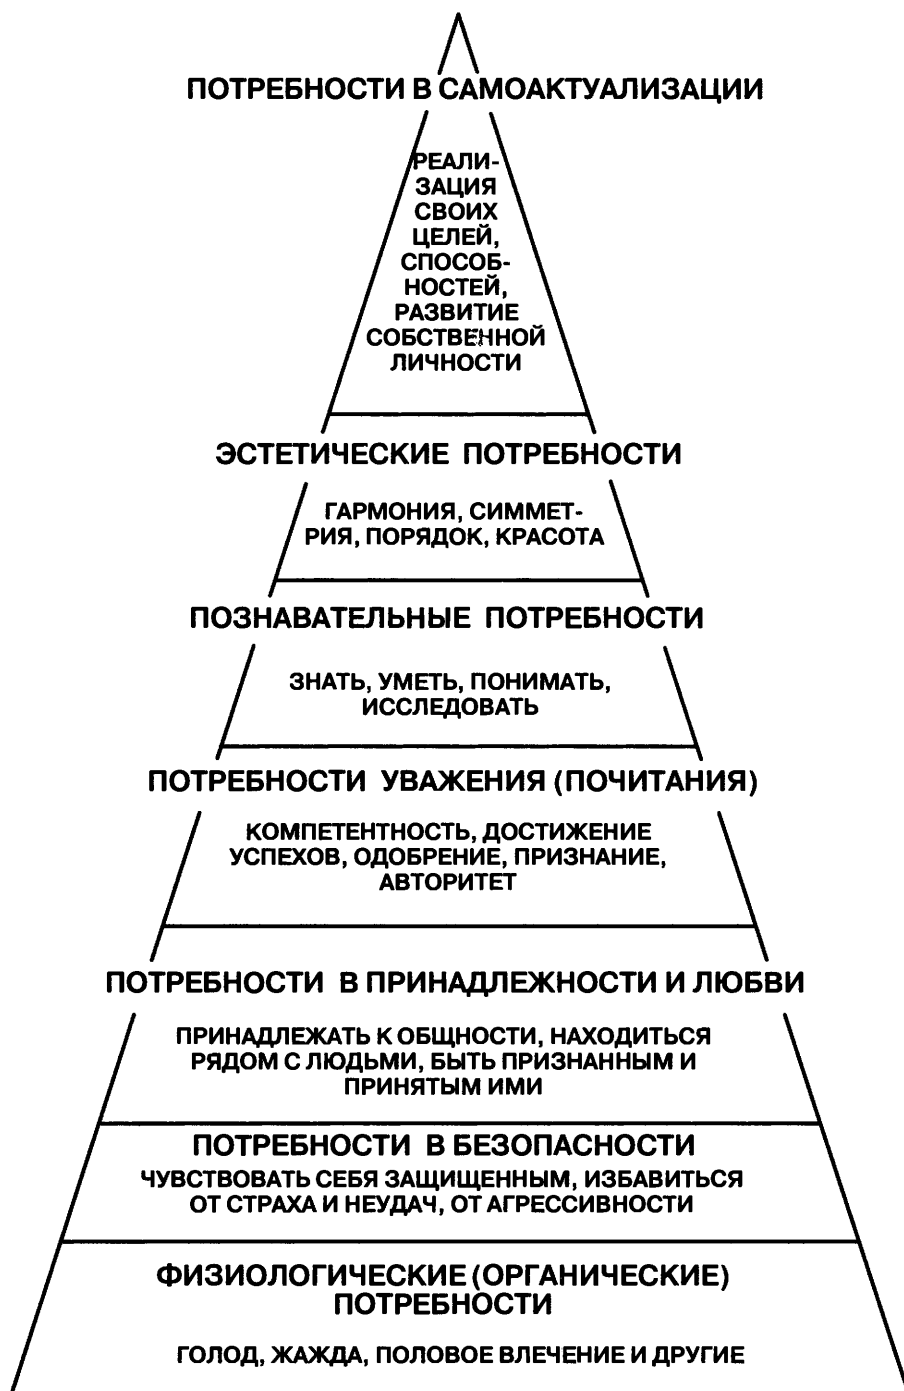 ПОТРЕБНОСТИ В САМОАКТУАЛИЗАЦИИ
РЕАЛИ-
ЗАЦИЯ
СВОИХ
ЦЕЛЕЙ,
СПОСОБ-
НОСТЕЙ,
РАЗВИТИЕ
СОБСТВЕННОЙ
ЛИЧНОСТИ
ЭСТЕТИЧЕСКИЕ ПОТРЕБНОСТИ
ГАРМОНИЯ, СИММЕТ-
РИЯ, ПОРЯДОК, КРАСОТА
ПОЗНАВАТЕЛЬНЫЕ ПОТРЕБНОСТИ
ЗНАТЬ, УМЕТЬ, ПОНИМАТЬ,
ИССЛЕДОВАТЬ
ПОТРЕБНОСТИ УВАЖЕНИЯ (ПОЧИТАНИЯ)
КОМПЕТЕНТНОСТЬ, ДОСТИЖЕНИЕ
УСПЕХОВ, ОДОБРЕНИЕ, ПРИЗНАНИЕ,
АВТОРИТЕТ
ПОТРЕБНОСТИ В ПРИНАДЛЕЖНОСТИ И ЛЮБВИ
ПРИНАДЛЕЖАТЬ К ОБЩНОСТИ, НАХОДИТЬСЯ
РЯДОМ С ЛЮДЬМИ, БЫТЬ ПРИЗНАННЫМ И
ПРИНЯТЫМ ИМИ
ПОТРЕБНОСТИ В БЕЗОПАСНОСТИ
ЧУВСТВОВАТЬ СЕБЯ ЗАЩИЩЕННЫМ, ИЗБАВИТЬСЯ
ОТ СТРАХА И НЕУДАЧ, ОТ АГРЕССИВНОСТИ
ФИЗИОЛОГИЧЕСКИЕ (ОРГАНИЧЕСКИЕ)
ПОТРЕБНОСТИ
ГОЛОД, ЖАЖДА, ПОЛОВОЕ ВЛЕЧЕНИЕ И ДРУГИЕ